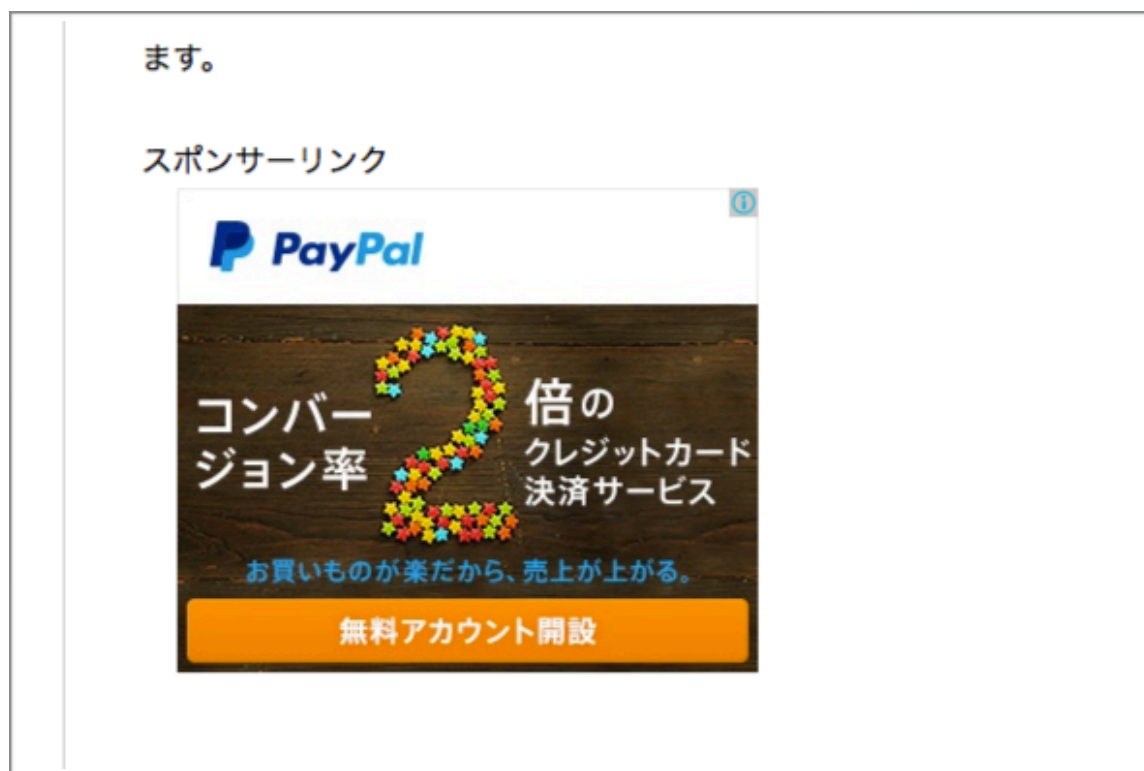 ます。
スポンサーリンク
PayPal
コンバー
ジョン率
2
倍の
クレジットカード
決済サービス
お買いものが楽だから、売上が上がる。
無料アカウント開設